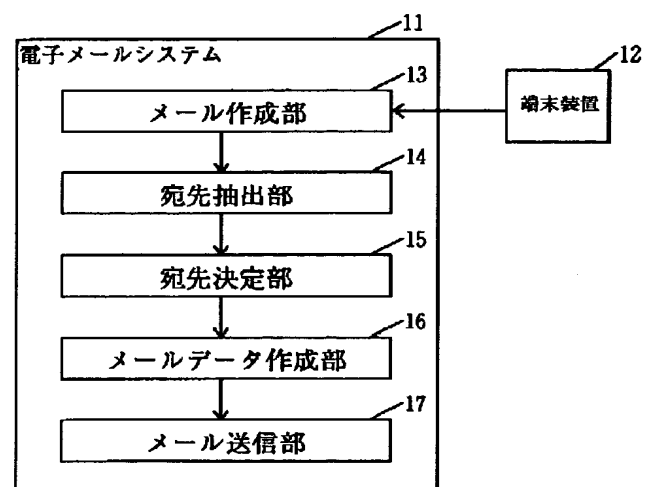 11
電子メールシステム
12
13
メール作成部
端末装置
14
宛先抽出部
15
宛先決定部
16
メールデータ作成部
17
メール送信部